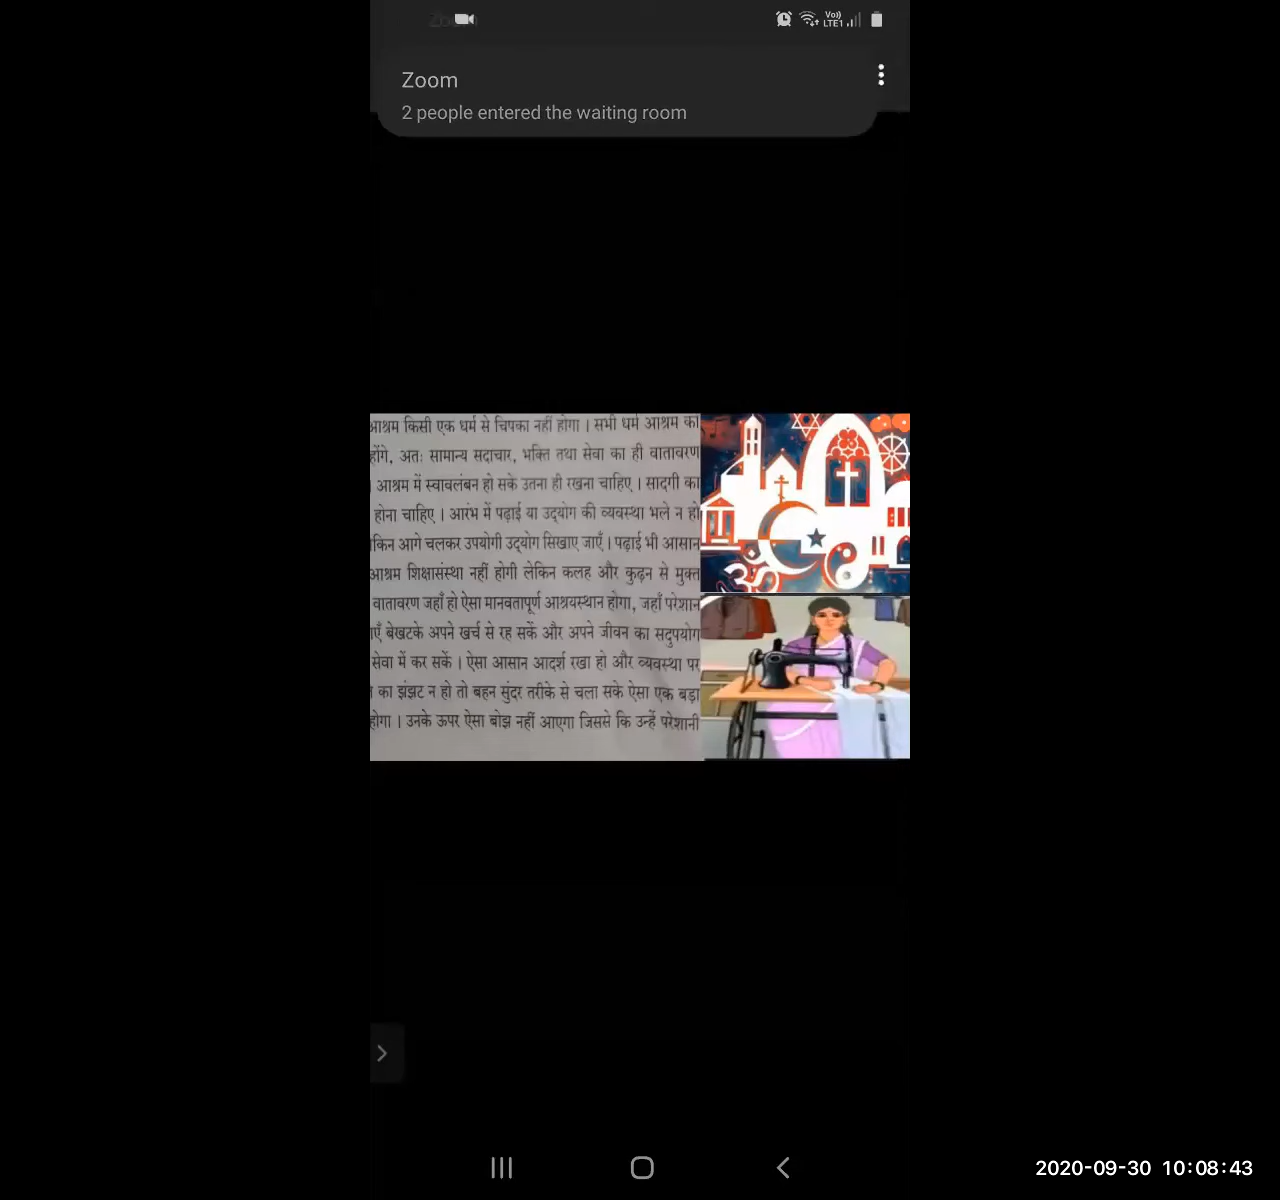 Zoom
2 people entered the waiting room
Vo))
LTE1
आश्रम किसी एक धर्म से चिपका नहीं होगा । सभी धर्म आश्रम का
होंगे, अतः सामान्य सदाचार, भक्ति तथा सेवा का ही वातावरण
आश्रम में स्वावलंबन हो सके उतना ही रखना चाहिए । सादगी का
होना चाहिए । आरंभ में पढ़ाई या उद्योग की व्यवस्था भले न हो
किन आगे चलकर उपयोगी उद्योग सिखाए जाएँ । पढ़ाई भी आसान
आश्रम शिक्षासंस्था नहीं होगी लेकिन कलह और कुढ़न से मुक्त
वातावरण जहाँ हो ऐसा मानवतापूर्ण आश्रयस्थान होगा, जहाँ परेशान
एँ बेखटके अपने खर्च से रह सकें और अपने जीवन का सदुपयोग
सेवा में कर सकें । ऐसा आसान आदर्श रखा हो और व्यवस्था पर
का झंझट न हो तो बहन सुंदर तरीके से चला सके ऐसा एक बड़ा
होगा । उनके ऊपर ऐसा बोझ नहीं आएगा जिससे कि उन्हें परेशानी
2020-09-30 10:08:43